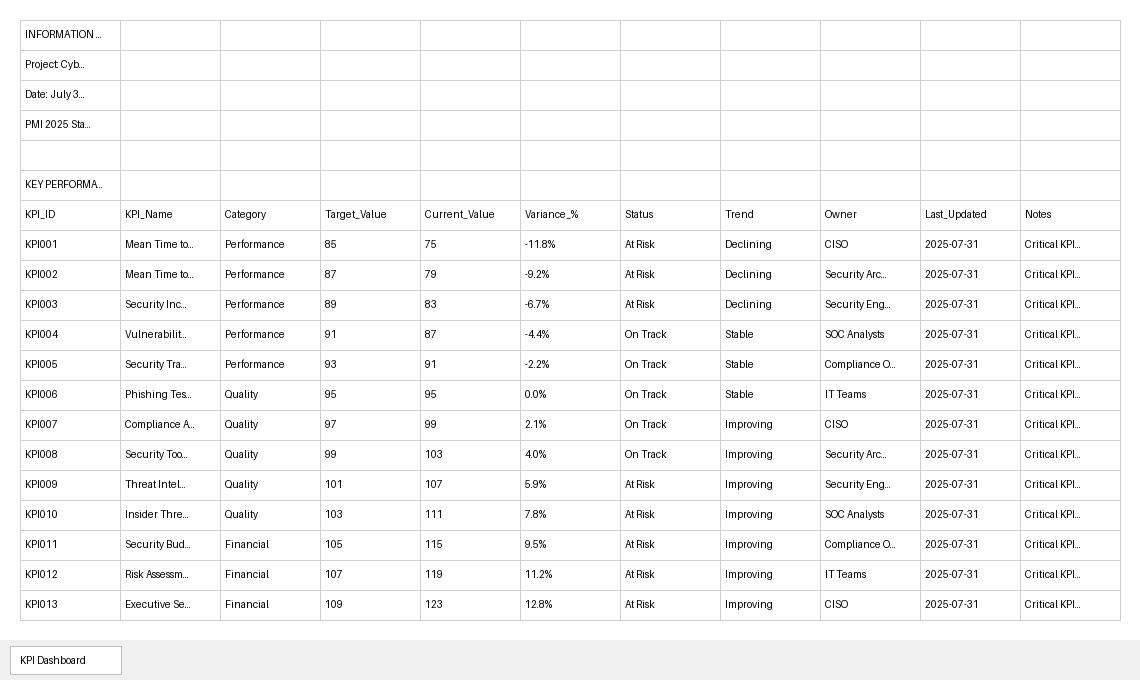 INFORMATION ...
Project: Cyb...
Date: July 3...
PMI 2025 Sta...
KEY PERFORMA...
KPI_ID KPI_Name Category Target_Value Current_Value Variance_% Status Trend Owner Last_Updated Notes
KPI001 Mean Time to... Performance 85 75 -11.8% At Risk Declining CISO 2025-07-31 Critical KPI...
KPI002 Mean Time to... Performance 87 79 -9.2% At Risk Declining Security Arc... 2025-07-31 Critical KPI...
KPI003 Security Inc... Performance 89 83 -6.7% At Risk Declining Security Eng... 2025-07-31 Critical KPI...
KPI004 Vulnerabilit... Performance 91 87 -4.4% On Track Stable SOC Analysts 2025-07-31 Critical KPI...
KPI005 Security Tra... Performance 93 91 -2.2% On Track Stable Compliance O... 2025-07-31 Critical KPI...
KPI006 Phishing Tes... Quality 95 95 0.0% On Track Stable IT Teams 2025-07-31 Critical KPI...
KPI007 Compliance A... Quality 97 99 2.1% On Track Improving CISO 2025-07-31 Critical KPI...
KPI008 Security Too... Quality 99 103 4.0% On Track Improving Security Arc... 2025-07-31 Critical KPI...
KPI009 Threat Intel... Quality 101 107 5.9% At Risk Improving Security Eng... 2025-07-31 Critical KPI...
KPI010 Insider Thre... Quality 103 111 7.8% At Risk Improving SOC Analysts 2025-07-31 Critical KPI...
KPI011 Security Bud... Financial 105 115 9.5% At Risk Improving Compliance O... 2025-07-31 Critical KPI...
KPI012 Risk Assessm... Financial 107 119 11.2% At Risk Improving IT Teams 2025-07-31 Critical KPI...
KPI013 Executive Se... Financial 109 123 12.8% At Risk Improving CISO 2025-07-31 Critical KPI...
KPI Dashboard